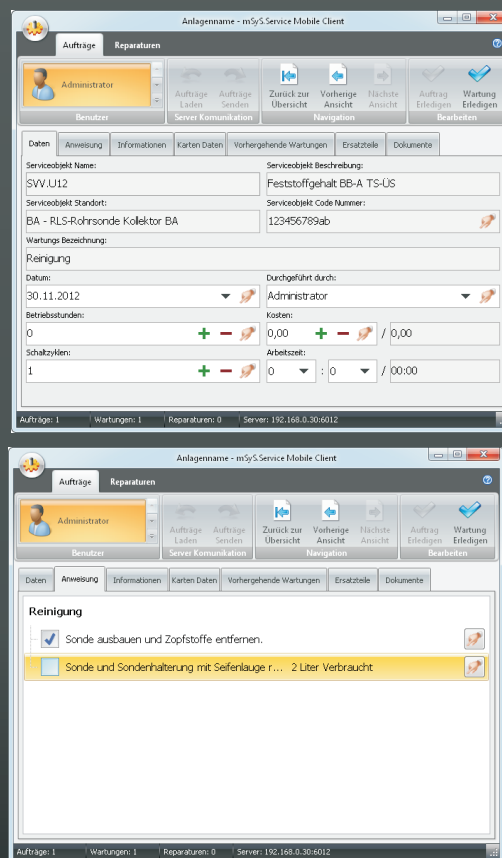 Anlagenname - mSyS.Service Mobile Client
Aufträge Reparaturen
Administrator
Aufträge Laden
Aufträge Senden
Zurück zur Übersicht
Vorherige Ansicht
Nächste Ansicht
Auftrag Erledigen
Wartung Erledigen
Benutzer Server Komunikation Navigation Bearbeiten
Daten Anweisung Informationen Karten Daten Vorhergehende Wartungen Ersatzteile Dokumente
Serviceobjekt Name: Serviceobjekt Beschreibung:
SVV.U12 Feststoffgehalt BB-A TS-ÜS
Serviceobjekt Standort: Serviceobjekt Code Nummer:
BA - RLS-Rohrsonde Kollektor BA 123456789ab
Wartungs Bezeichnung:
Reinigung
Datum: Durchgeführt durch:
30.11.2012 Administrator
Betriebsstunden: Kosten:
0 0,00 / 0,00
Schaltzyklen: Arbeitszeit:
1 0 : 0 / 00:00
Aufträge: 1 Wartungen: 1 Reparaturen: 0 Server: 192.168.0.30:6012
Anlagenname - mSyS.Service Mobile Client
Aufträge Reparaturen
Administrator
Aufträge Laden
Aufträge Senden
Zurück zur Übersicht
Vorherige Ansicht
Nächste Ansicht
Auftrag Erledigen
Wartung Erledigen
Benutzer Server Komunikation Navigation Bearbeiten
Daten Anweisung Informationen Karten Daten Vorhergehende Wartungen Ersatzteile Dokumente
Reinigung
Sonde ausbauen und Zopfstoffe entfernen.
Sonde und Sondenhalterung mit Seifenlauge r... 2 Liter Verbraucht
Aufträge: 1 Wartungen: 1 Reparaturen: 0 Server: 192.168.0.30:6012